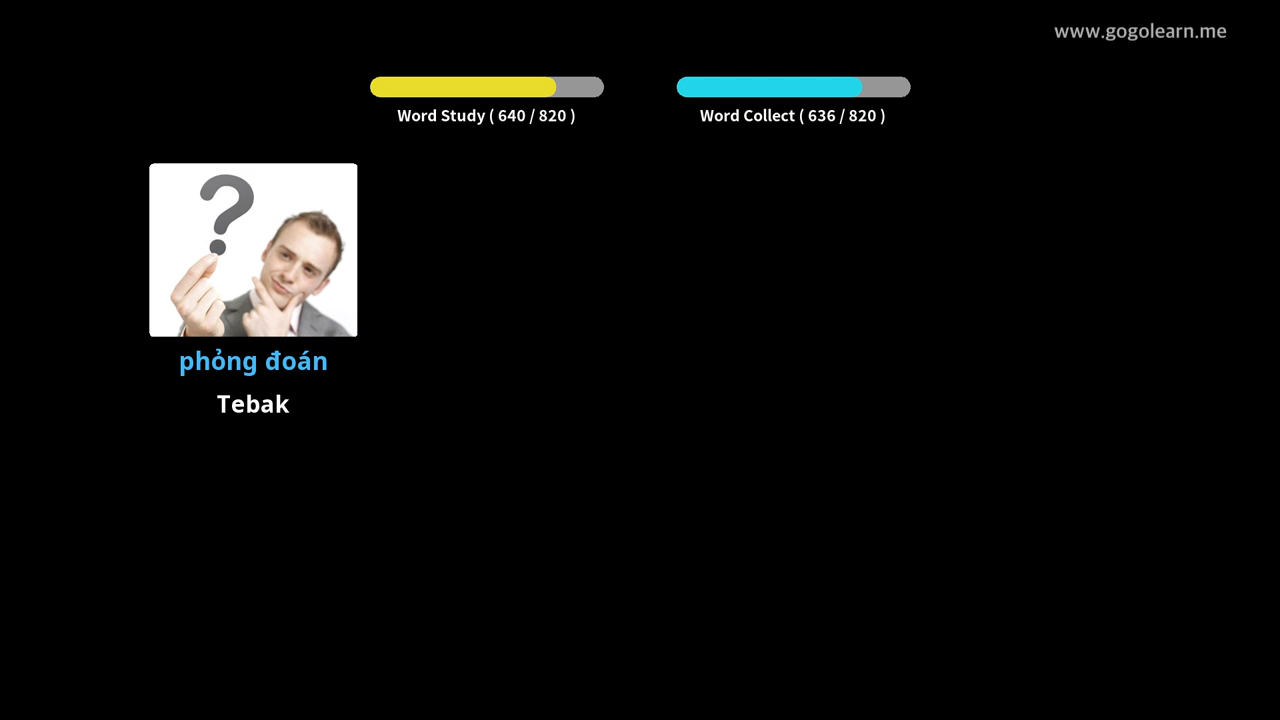 www.gogolearn.me
Word Study ( 640 / 820 )
Word Collect ( 636 / 820 )
?
phỏng đoán
Tebak